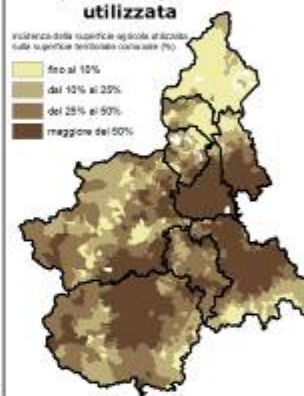 utilizzata
incidenza della superficie agricola utilizzata
sulla superficie territoriale comunale (%)
fino al 10%
dal 10% al 25%
del 25% al 50%
maggiore del 50%